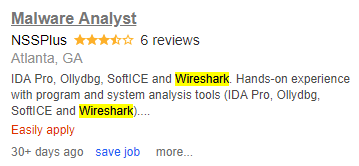 Malware Analyst
NSSPlus 6 reviews
Atlanta, GA
IDA Pro, Ollydbg, SoftICE and Wireshark. Hands-on experience
with program and system analysis tools (IDA Pro, Ollydbg,
SoftICE and Wireshark)....
Easily apply
30+ days ago save job more...